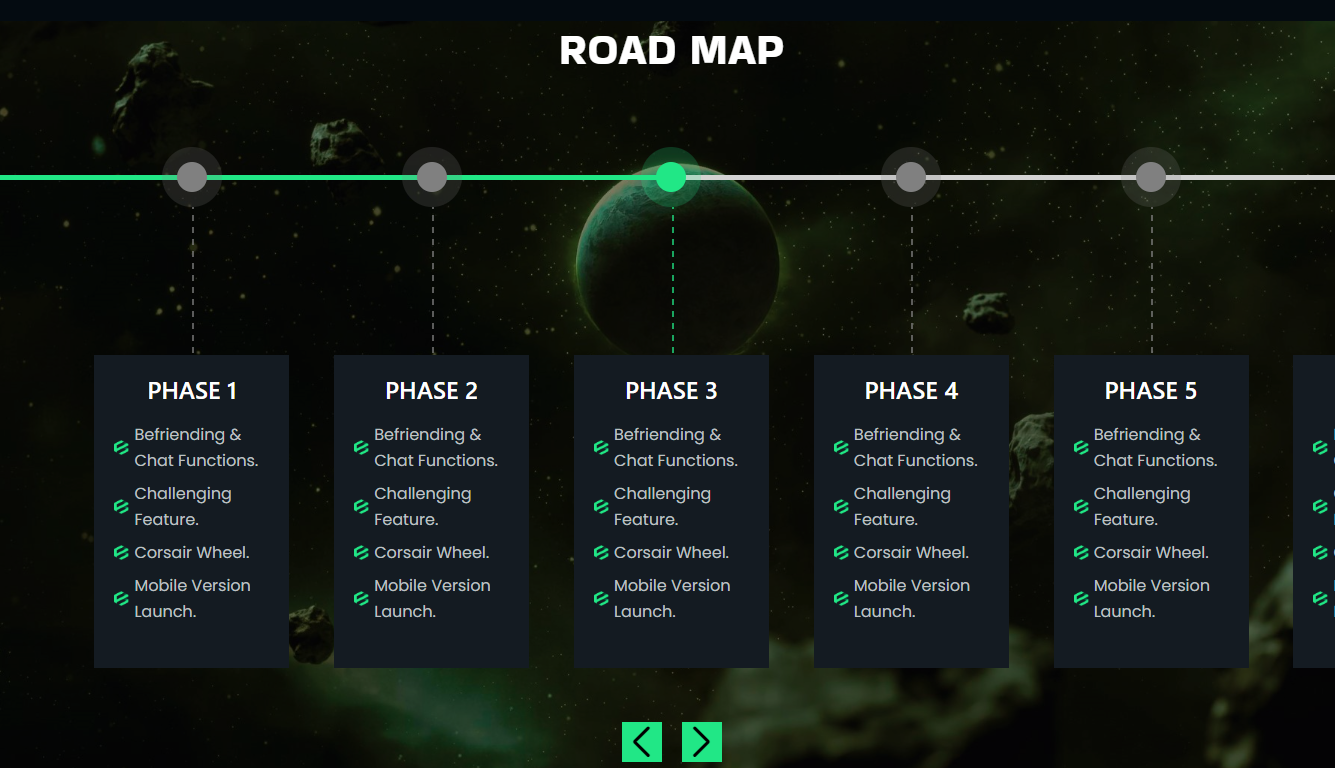 ROAD MAP
PHASE 1
Befriending &
Chat Functions.
Challenging
Feature.
Corsair Wheel.
Mobile Version
Launch.
PHASE 2
Befriending &
Chat Functions.
Challenging
Feature.
Corsair Wheel.
Mobile Version
Launch.
PHASE 3
Befriending &
Chat Functions.
Challenging
Feature.
Corsair Wheel.
Mobile Version
Launch.
PHASE 4
Befriending &
Chat Functions.
Challenging
Feature.
Corsair Wheel.
Mobile Version
Launch.
PHASE 5
Befriending &
Chat Functions.
Challenging
Feature.
Corsair Wheel.
Mobile Version
Launch.